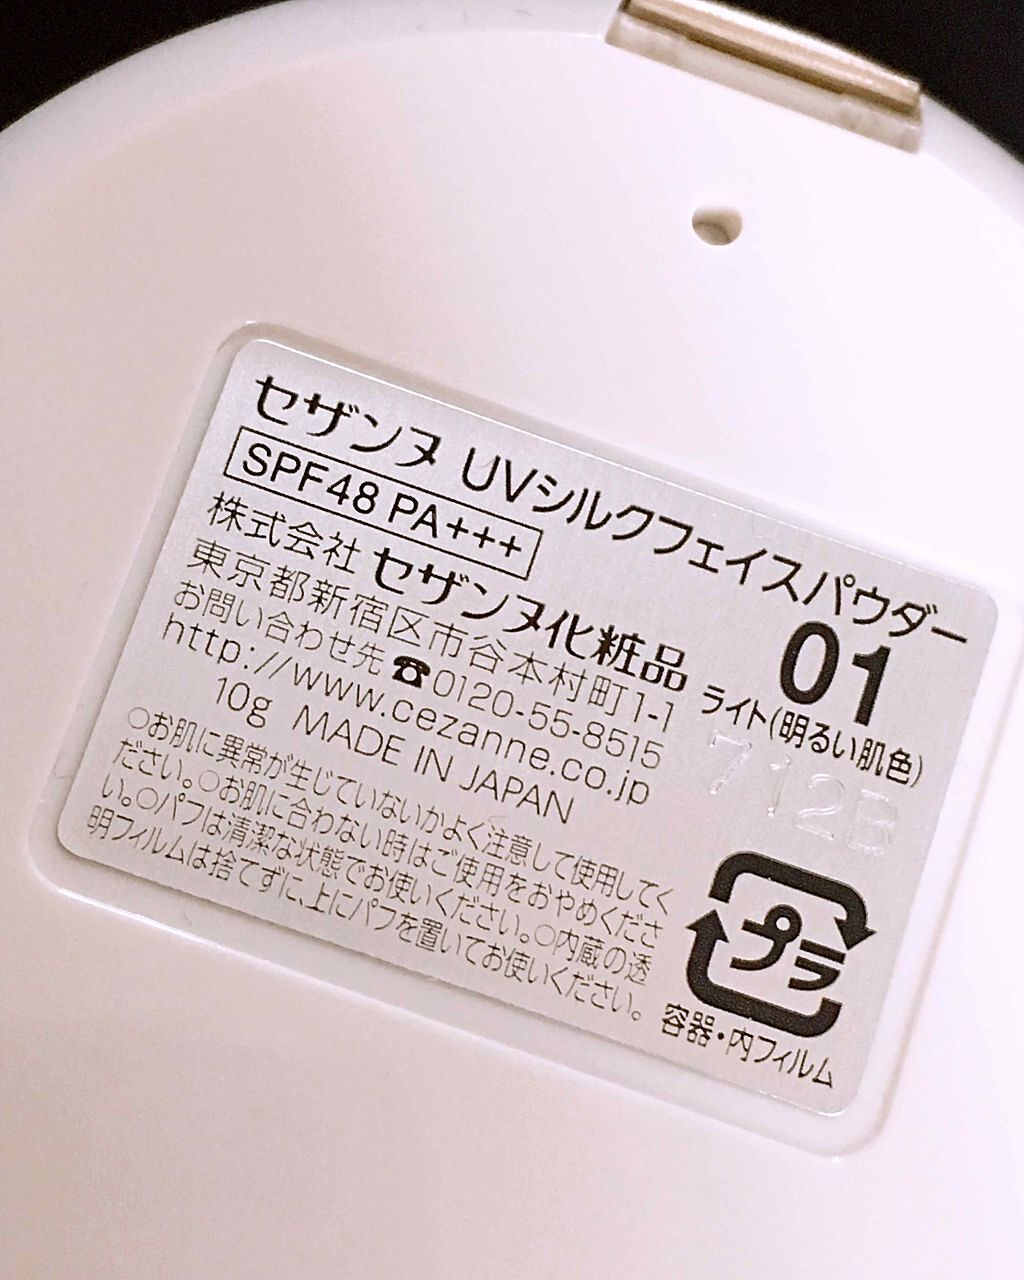 セザンヌ UVシルクフェイスパウダー
SPF48 PA+++
01
ライト(明るい肌色)
株式会社 セザンヌ化粧品
東京都新宿区市谷本村町1-1
お問い合わせ先 ☎0120-55-8515
http://www.cezanne.co.jp
10g MADE IN JAPAN
712B
○お肌に異常が生じていないかよく注意して使用してく
ださい。○お肌に合わない時はご使用をおやめくださ
い。○パフは清潔な状態でお使いください。○内蔵の透
明フィルムは捨てずに、上にパフを置いてお使いください。
プラ
容器・内フィルム